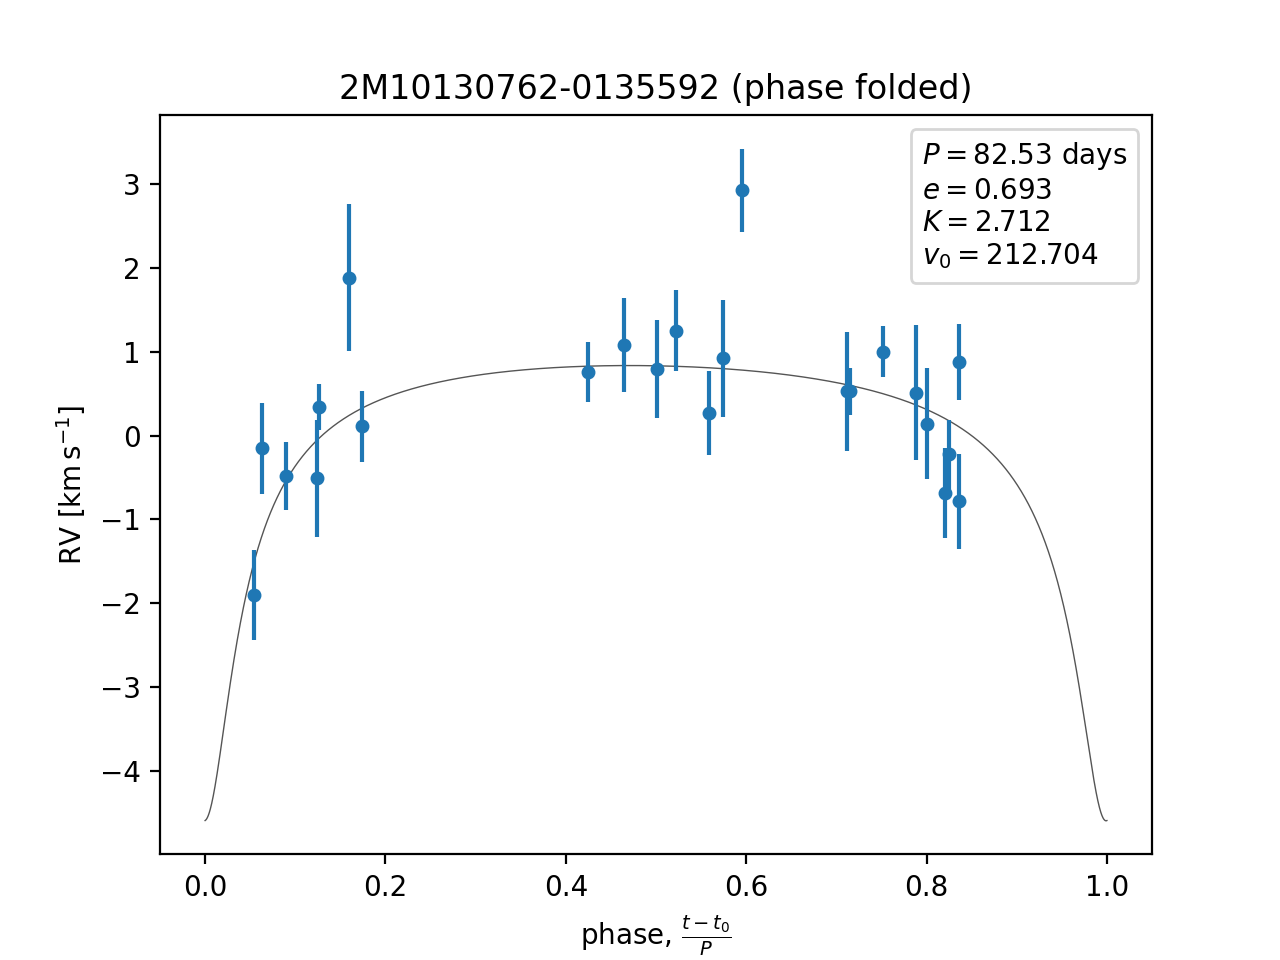 2M10130762-0135592 (phase folded)
P = 82.53 days
e = 0.693
K = 2.712
v₀ = 212.704
RV [km s⁻¹]
3
2
1
0
−1
−2
−3
−4
0.0 0.2 0.4 0.6 0.8 1.0
phase, (t − t₀)/P